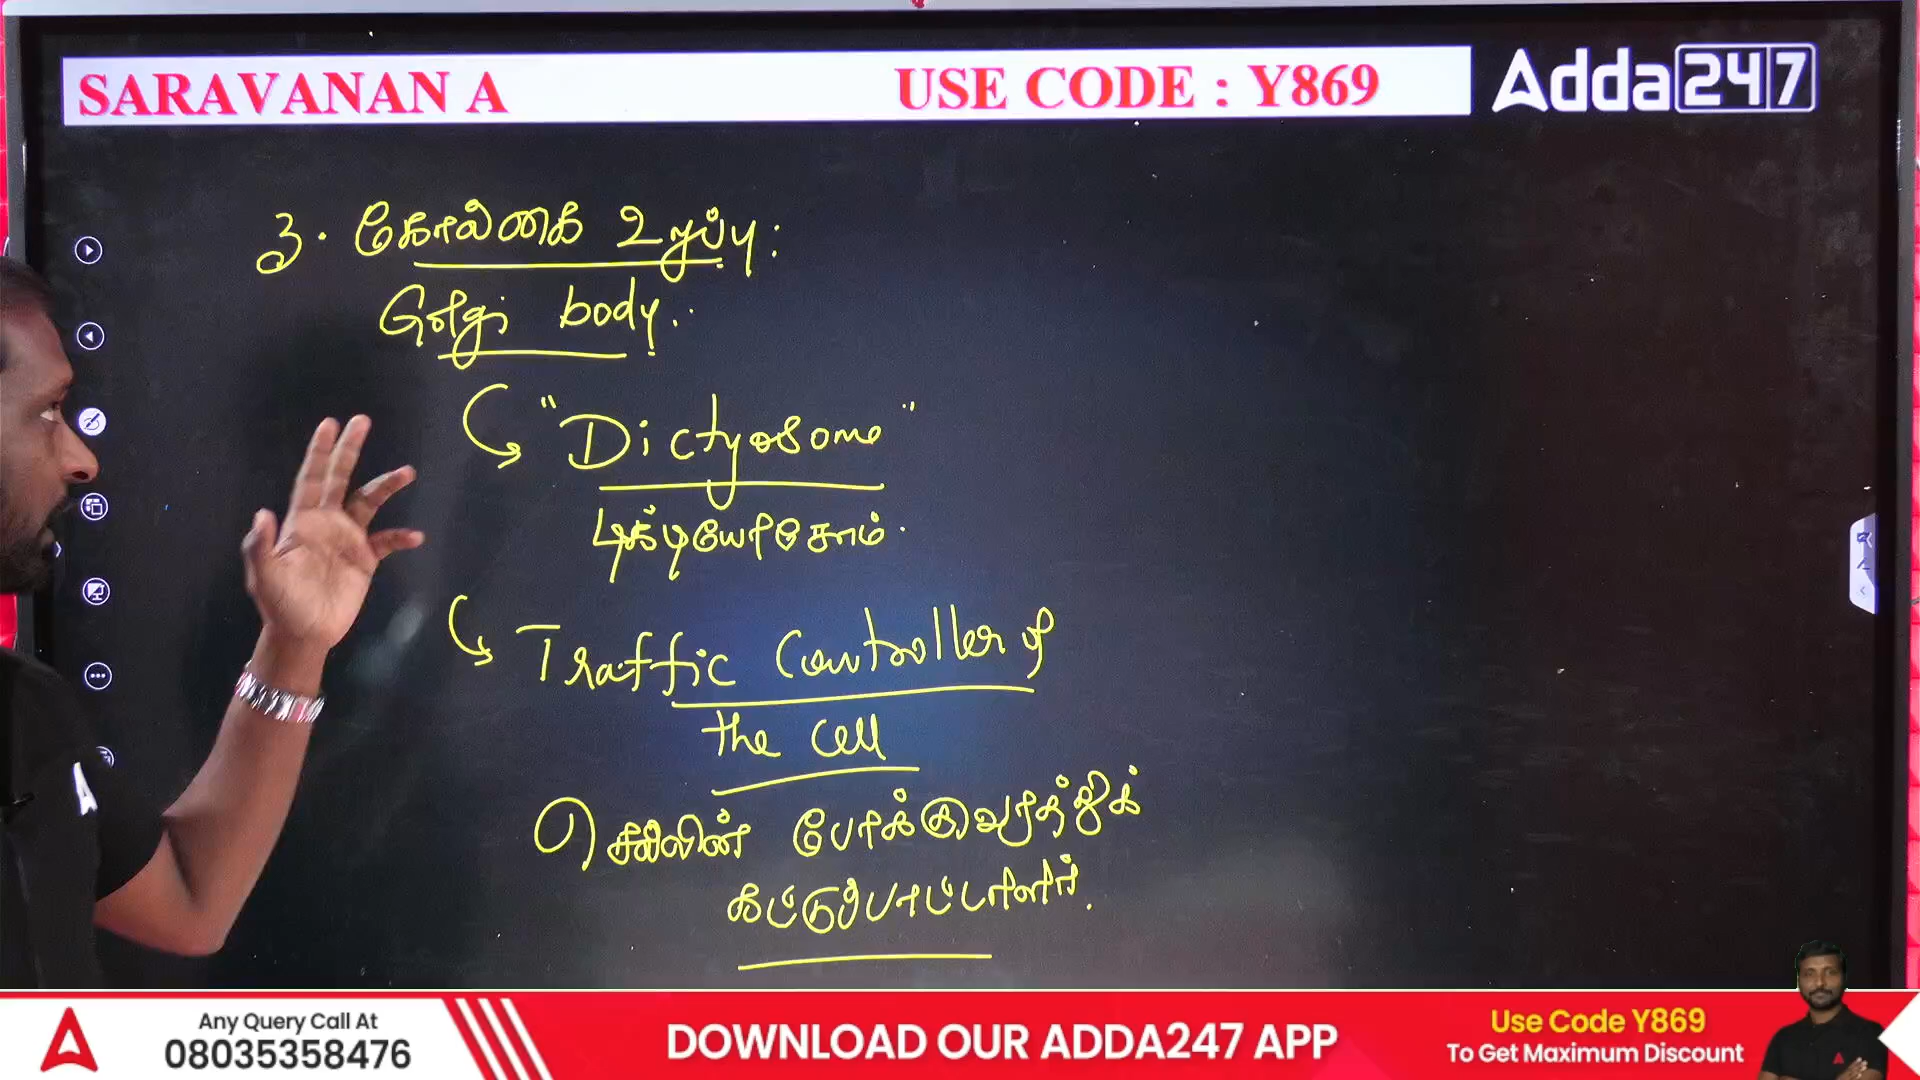 SARAVANAN A USE CODE : Y869 Adda247
3. கோல்கை உறுப்பு:
Golgi body..
"Dictyosome"
டிக்டியோசோம்.
Traffic Controller of
the cell
செல்லின் போக்குவரத்துக்
கட்டுப்பாட்டாளர்.
Any Query Call At
08035358476
DOWNLOAD OUR ADDA247 APP
Use Code Y869
To Get Maximum Discount